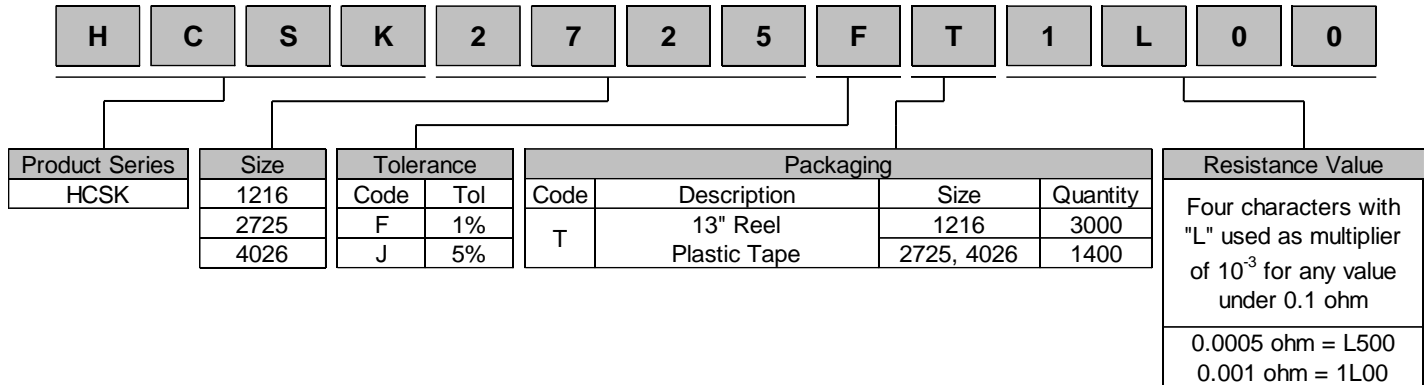 H C S K 2 7 2 5 F T 1 L 0 0
Product Series Size Tolerance Packaging Resistance Value
HCSK 1216 Code Tol Code Description Size Quantity
2725 F 1% T 13" Reel 1216 3000
4026 J 5% Plastic Tape 2725, 4026 1400
Four characters with
"L" used as multiplier
of 10⁻³ for any value
under 0.1 ohm
0.0005 ohm = L500
0.001 ohm = 1L00